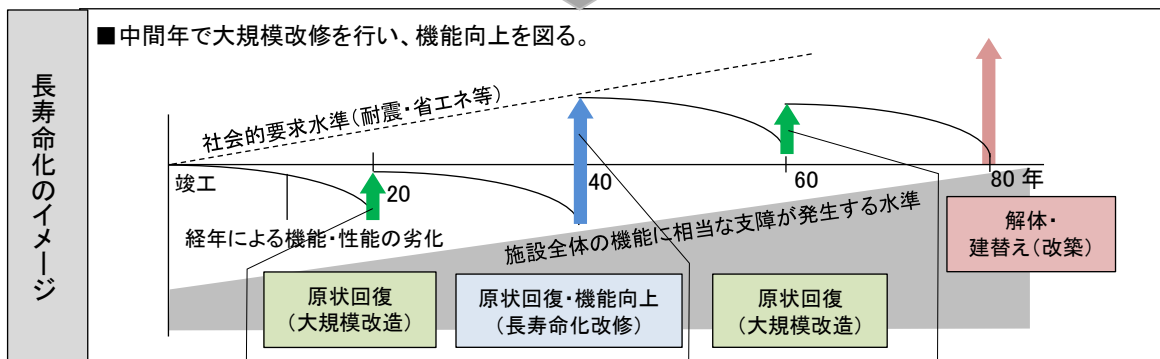 長寿命化のイメージ
■中間年で大規模改修を行い、機能向上を図る。
社会的要求水準（耐震・省エネ等）
竣工
20
40
60
80 年
経年による機能・性能の劣化
施設全体の機能に相当な支障が発生する水準
解体・
建替え（改築）
原状回復
（大規模改造）
原状回復・機能向上
（長寿命化改修）
原状回復
（大規模改造）